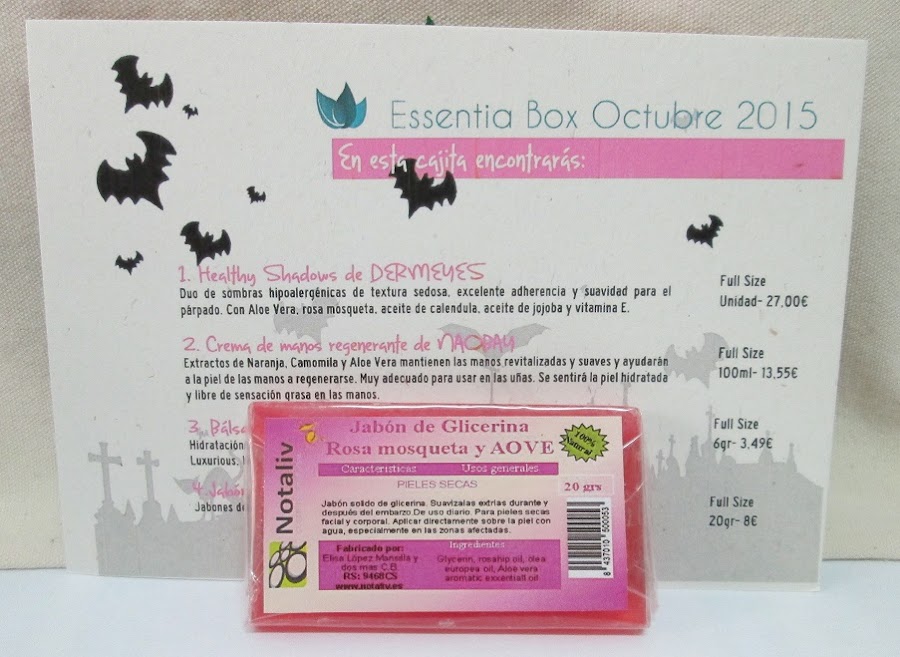 Essentia Box Octubre 2015
En esta cajita encontrarás:
1. Healthy Shadows de DERMEYES
Duo de sombras hipoalergénicas de textura sedosa, excelente adherencia y suavidad para el
párpado. Con Aloe Vera, rosa mosqueta, aceite de calendula, aceite de jojoba y vitamina E.
Full Size
Unidad- 27,00€
2. Crema de manos regenerante de NAOBAY
Extractos de Naranja, Camomila y Aloe Vera mantienen las manos revitalizadas y suaves y ayudarán
a la piel de las manos a regenerarse. Muy adecuado para usar en las uñas. Se sentirá la piel hidratada
y libre de sensación grasa en las manos.
Full Size
100ml- 13,55€
3. Bálsa
Hidratación
Luxurious,
Full Size
6gr- 3,49€
4. Jabón
Jabones de
Full Size
20gr- 8€
Notaliv
Jabón de Glicerina
Rosa mosqueta y AOVE
100%
Natural
Características Usos generales
PIELES SECAS
20 grs
Jabón solido de glicerina. Suavizalas extrias durante y
después del embarzo.De uso diario. Para pieles secas
facial y corporal. Aplicar directamente sobre la piel con
agua, especialmente en las zonas afectadas.
Fabricado por:
Elisa López Mansilla y
dos mas C.B.
RS: 9468CS
www.notaliv.es
Ingredientes
Glycerin, rosehip oil, olea
europea oil, Aloe vera
aromatic exssentiall oil
8 437010 500053